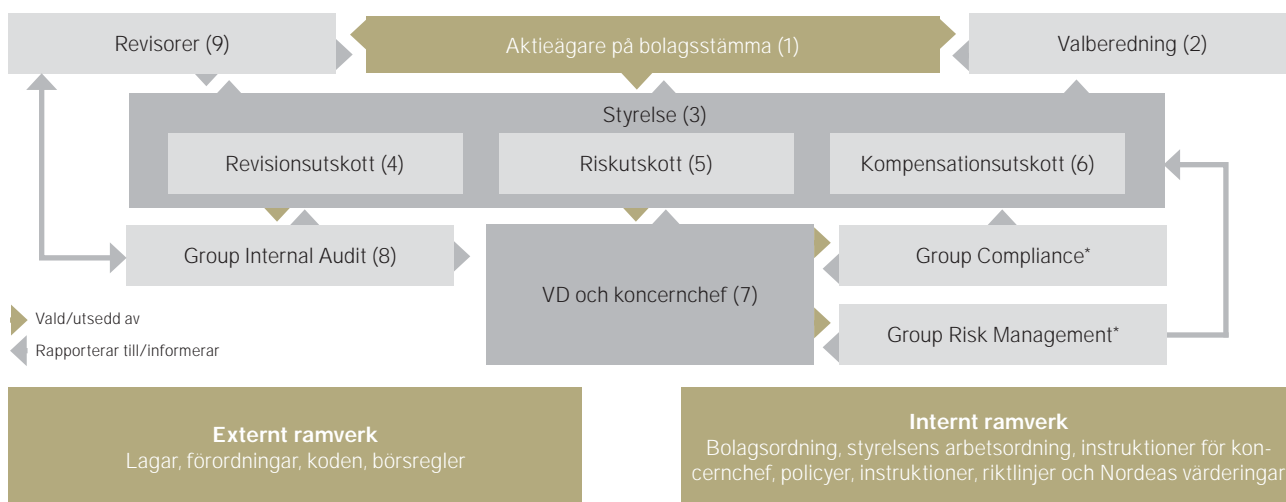 Revisorer (9)
Aktieägare på bolagsstämma (1)
Valberedning (2)
Styrelse (3)
Revisionsutskott (4)
Riskutskott (5)
Kompensationsutskott (6)
Group Internal Audit (8)
VD och koncernchef (7)
Group Compliance*
Group Risk Management*
Vald/utsedd av
Rapporterar till/informerar
Externt ramverk
Lagar, förordningar, koden, börsregler
Internt ramverk
Bolagsordning, styrelsens arbetsordning, instruktioner för kon-
cernchef, policyer, instruktioner, riktlinjer och Nordeas värderingar